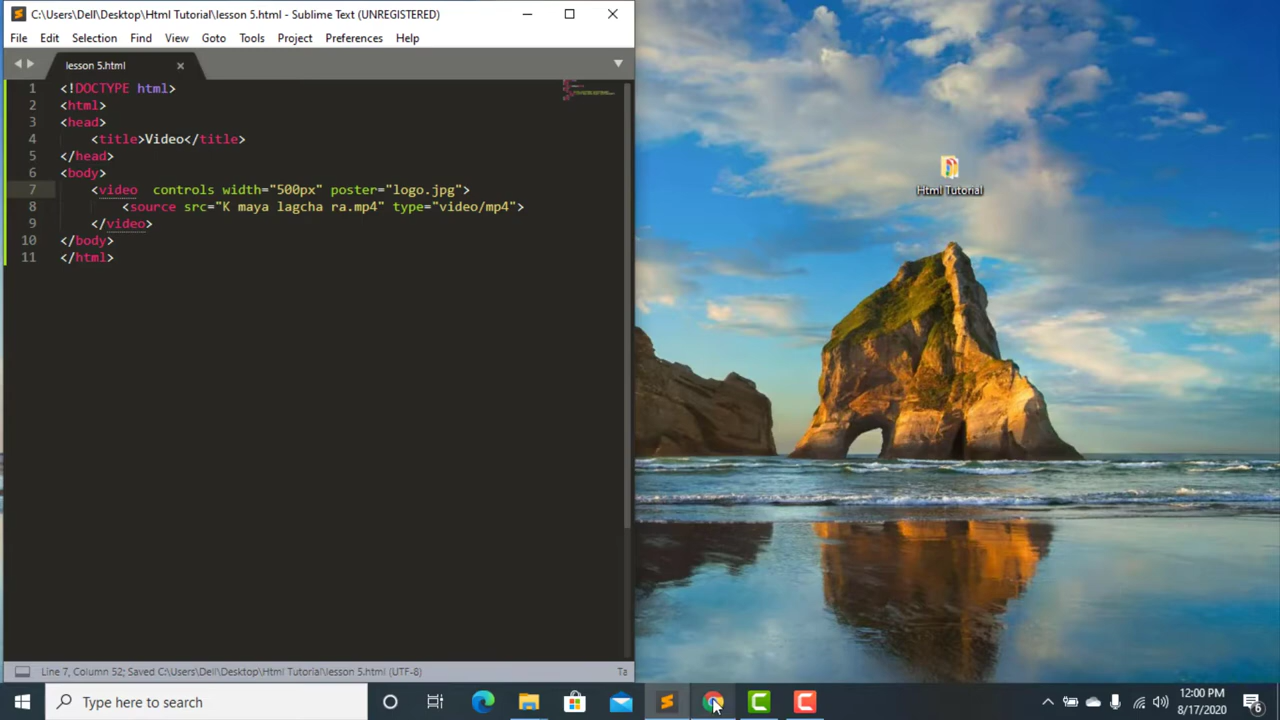 C:\Users\Dell\Desktop\Html Tutorial\lesson 5.html - Sublime Text (UNREGISTERED)
File Edit Selection Find View Goto Tools Project Preferences Help
lesson 5.html
1 <!DOCTYPE html>
2 <html>
3 <head>
4 <title>Video</title>
5 </head>
6 <body>
7 <video  controls width="500px" poster="logo.jpg">
8 <source src="K maya lagcha ra.mp4" type="video/mp4">
9 </video>
10 </body>
11 </html>
Html Tutorial
Line 7, Column 52; Saved C:\Users\Dell\Desktop\Html Tutorial\lesson 5.html (UTF-8) Ta
Type here to search
12:00 PM
8/17/2020
6